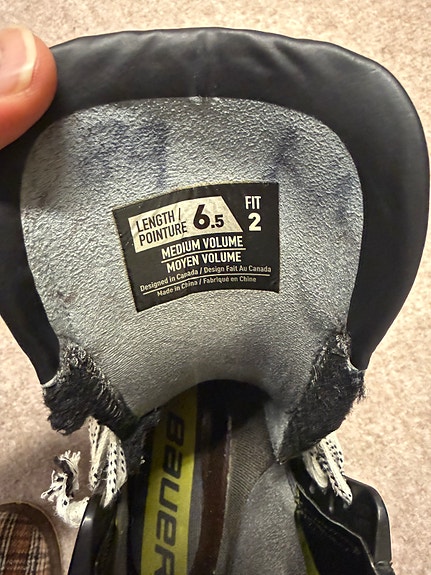 LENGTH / POINTURE 6.5
FIT 2
MEDIUM VOLUME
MOYEN VOLUME
Designed in Canada / Design Fait Au Canada
Made in China / Fabriqué en Chine
BAUER